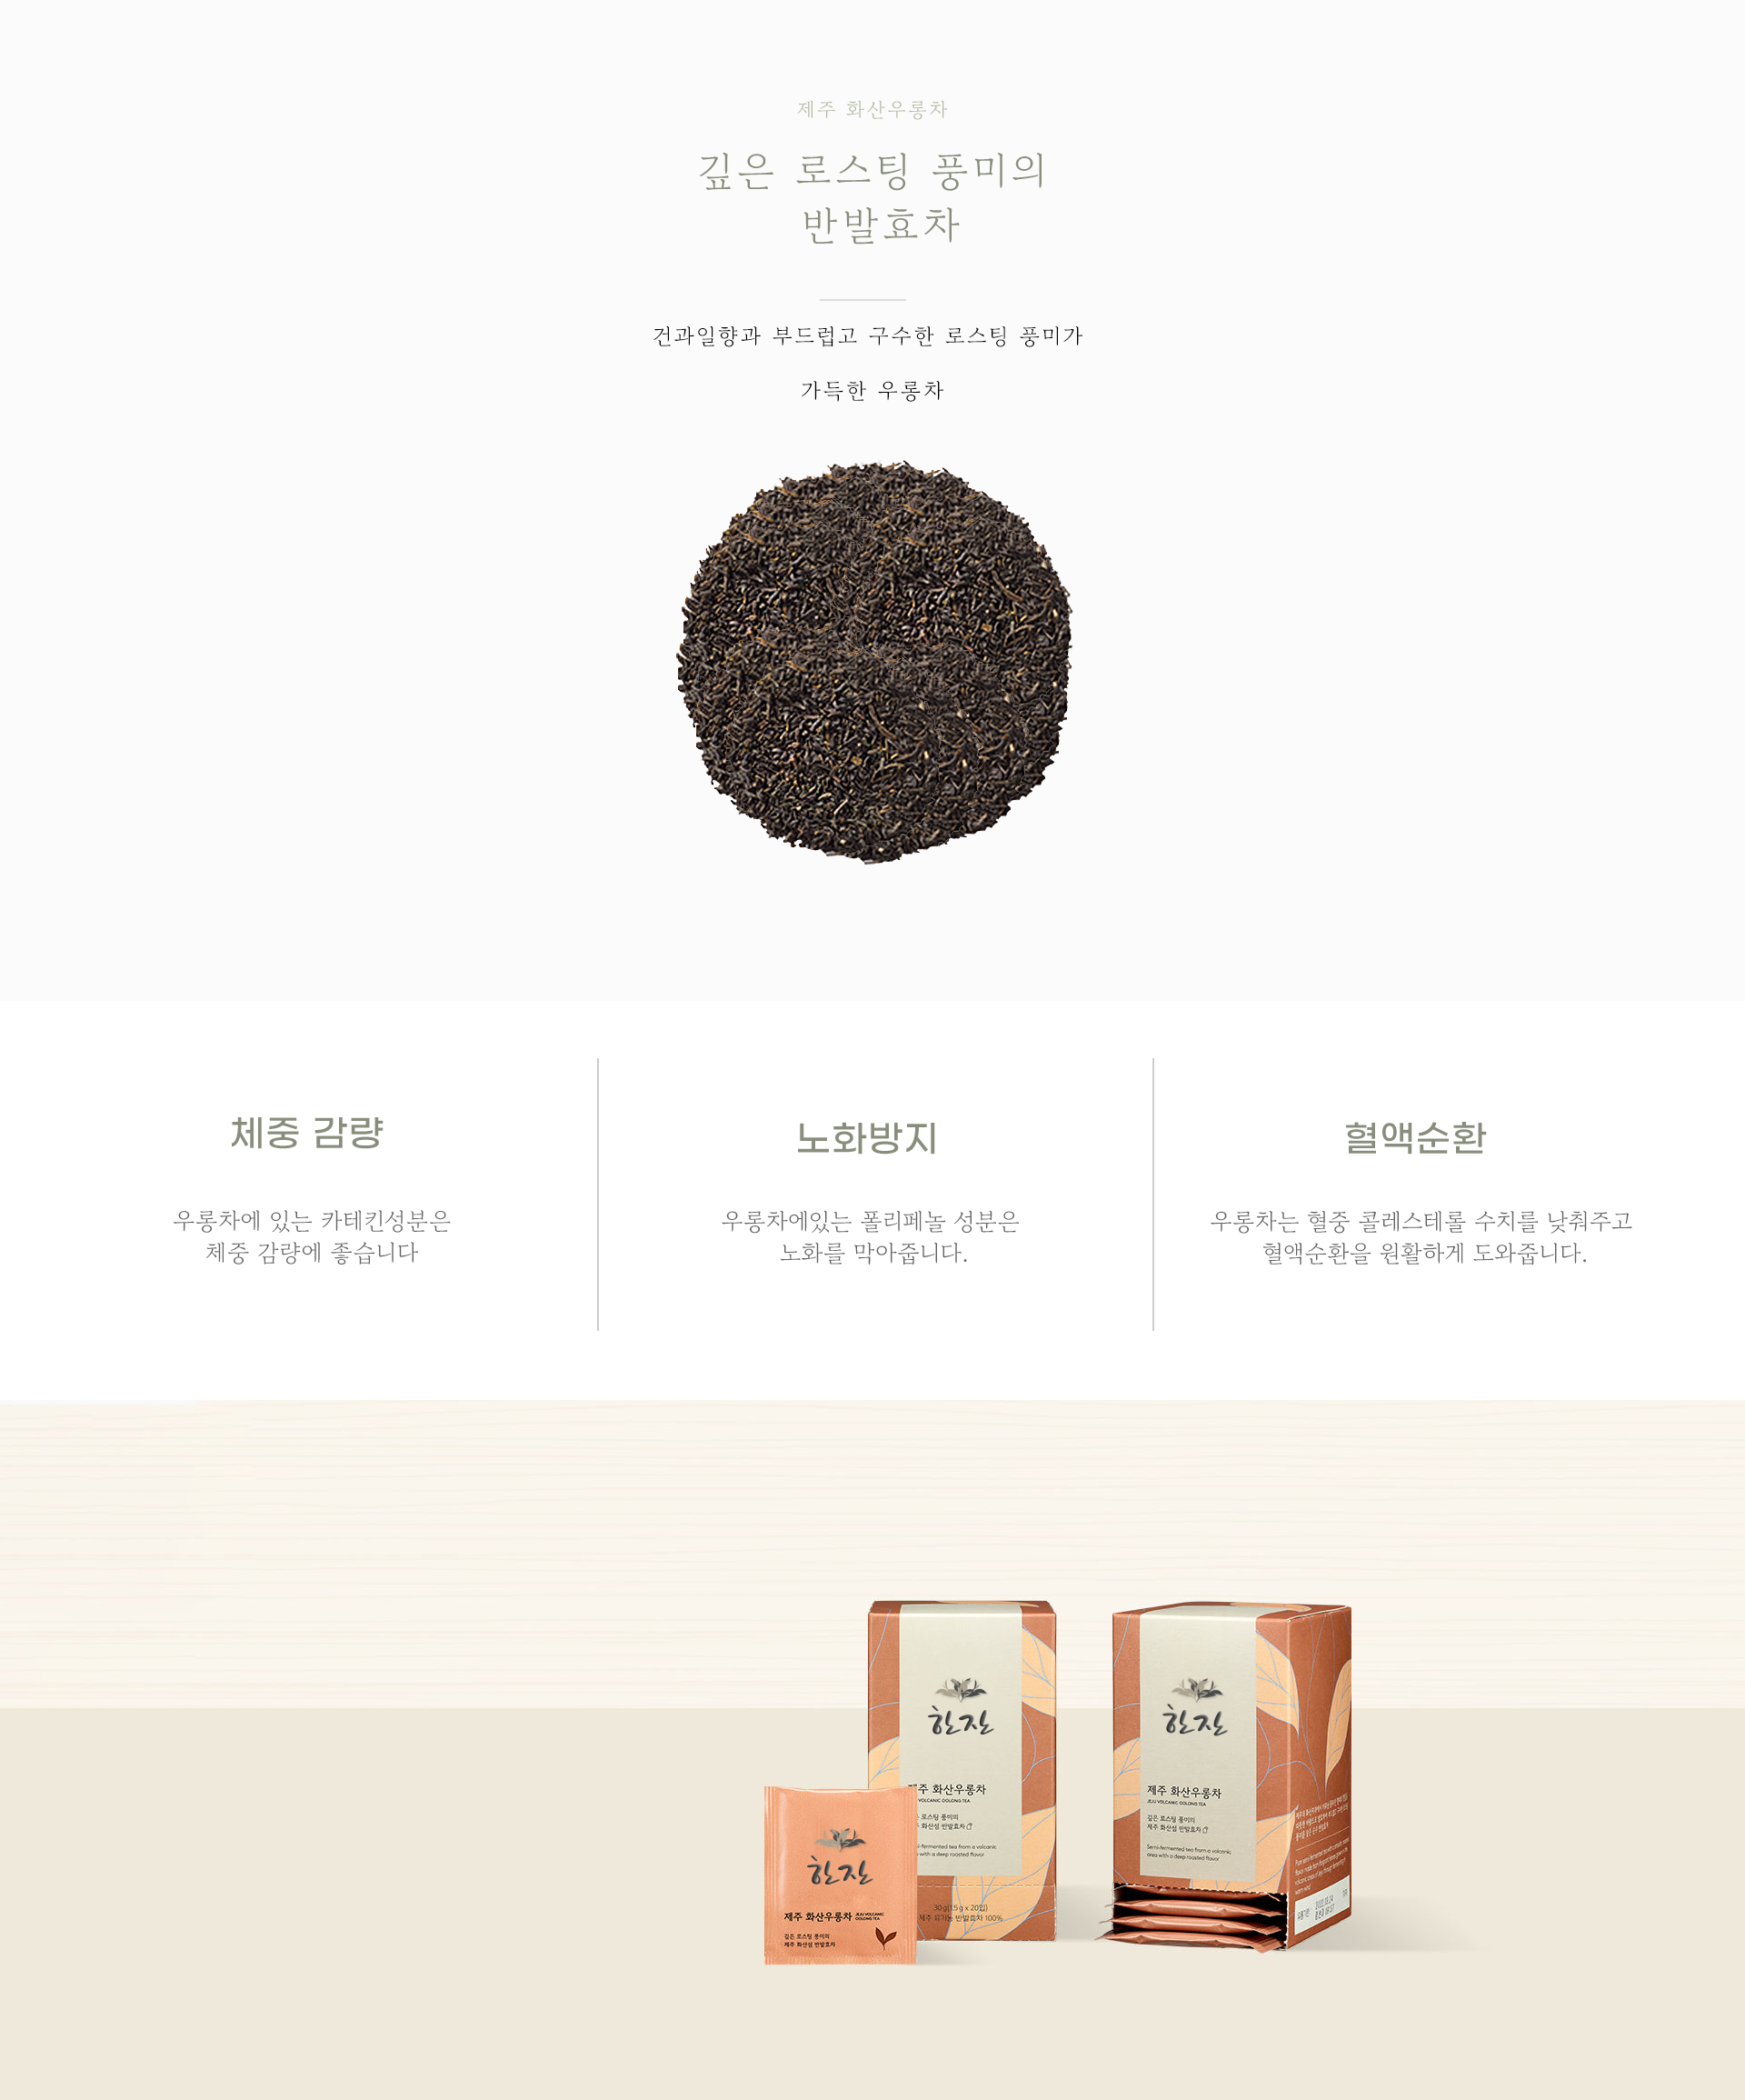 제주 화산우롱차
깊은 로스팅 풍미의
반발효차
건과일향과 부드럽고 구수한 로스팅 풍미가
가득한 우롱차
체중 감량
우롱차에 있는 카테킨성분은
체중 감량에 좋습니다
노화방지
우롱차에있는 폴리페놀 성분은
노화를 막아줍니다.
혈액순환
우롱차는 혈중 콜레스테롤 수치를 낮춰주고
혈액순환을 원활하게 도와줍니다.
한잔
제주 화산우롱차
VOLCANIC OOLONG TEA
로스팅 풍미의
화산섬 반발효차
-fermented tea from a volcanic
with a deep roasted flavor
30 g(1.5 g x 20입)
제주 유기농 반발효차 100%
한잔
제주 화산우롱차
JEJU VOLCANIC OOLONG TEA
깊은 로스팅 풍미의
제주 화산섬 반발효차
Semi-fermented tea from a volcanic
area with a deep roasted flavor
한잔
제주 화산우롱차 JEJU VOLCANIC
OOLONG TEA
깊은 로스팅 풍미의
제주 화산섬 반발효차